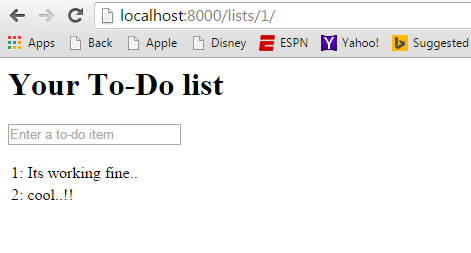 localhost:8000/lists/1/
Apps Back Apple Disney ESPN Yahoo! Suggested
Your To-Do list
Enter a to-do item
1: Its working fine..
2: cool..!!